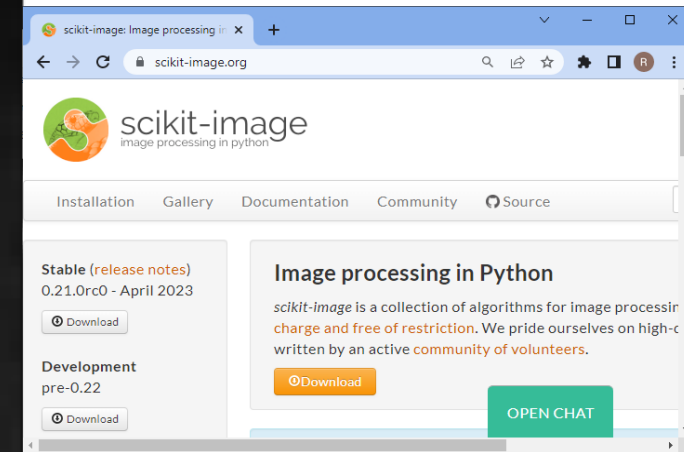 scikit-image: Image processing in
scikit-image.org
R
scikit-image
image processing in python
Installation Gallery Documentation Community Source
Stable (release notes)
0.21.0rc0 - April 2023
Download
Development
pre-0.22
Download
Image processing in Python
scikit-image is a collection of algorithms for image processin
charge and free of restriction. We pride ourselves on high-
written by an active community of volunteers.
Download
OPEN CHAT